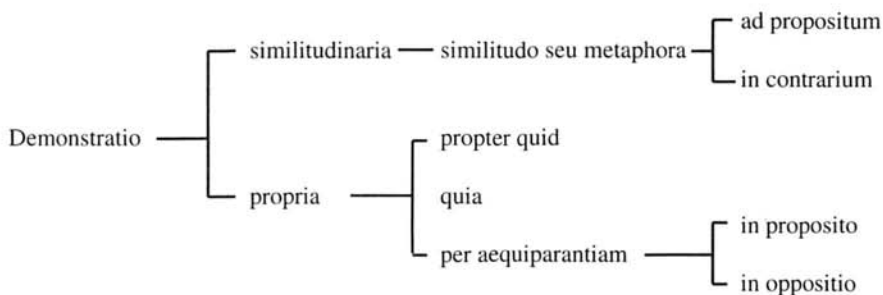 ad propositum
similitudinaria similitudo seu metaphora
in contrarium
Demonstratio propter quid
propria quia
in proposito
per aequiparantiam
in oppositio